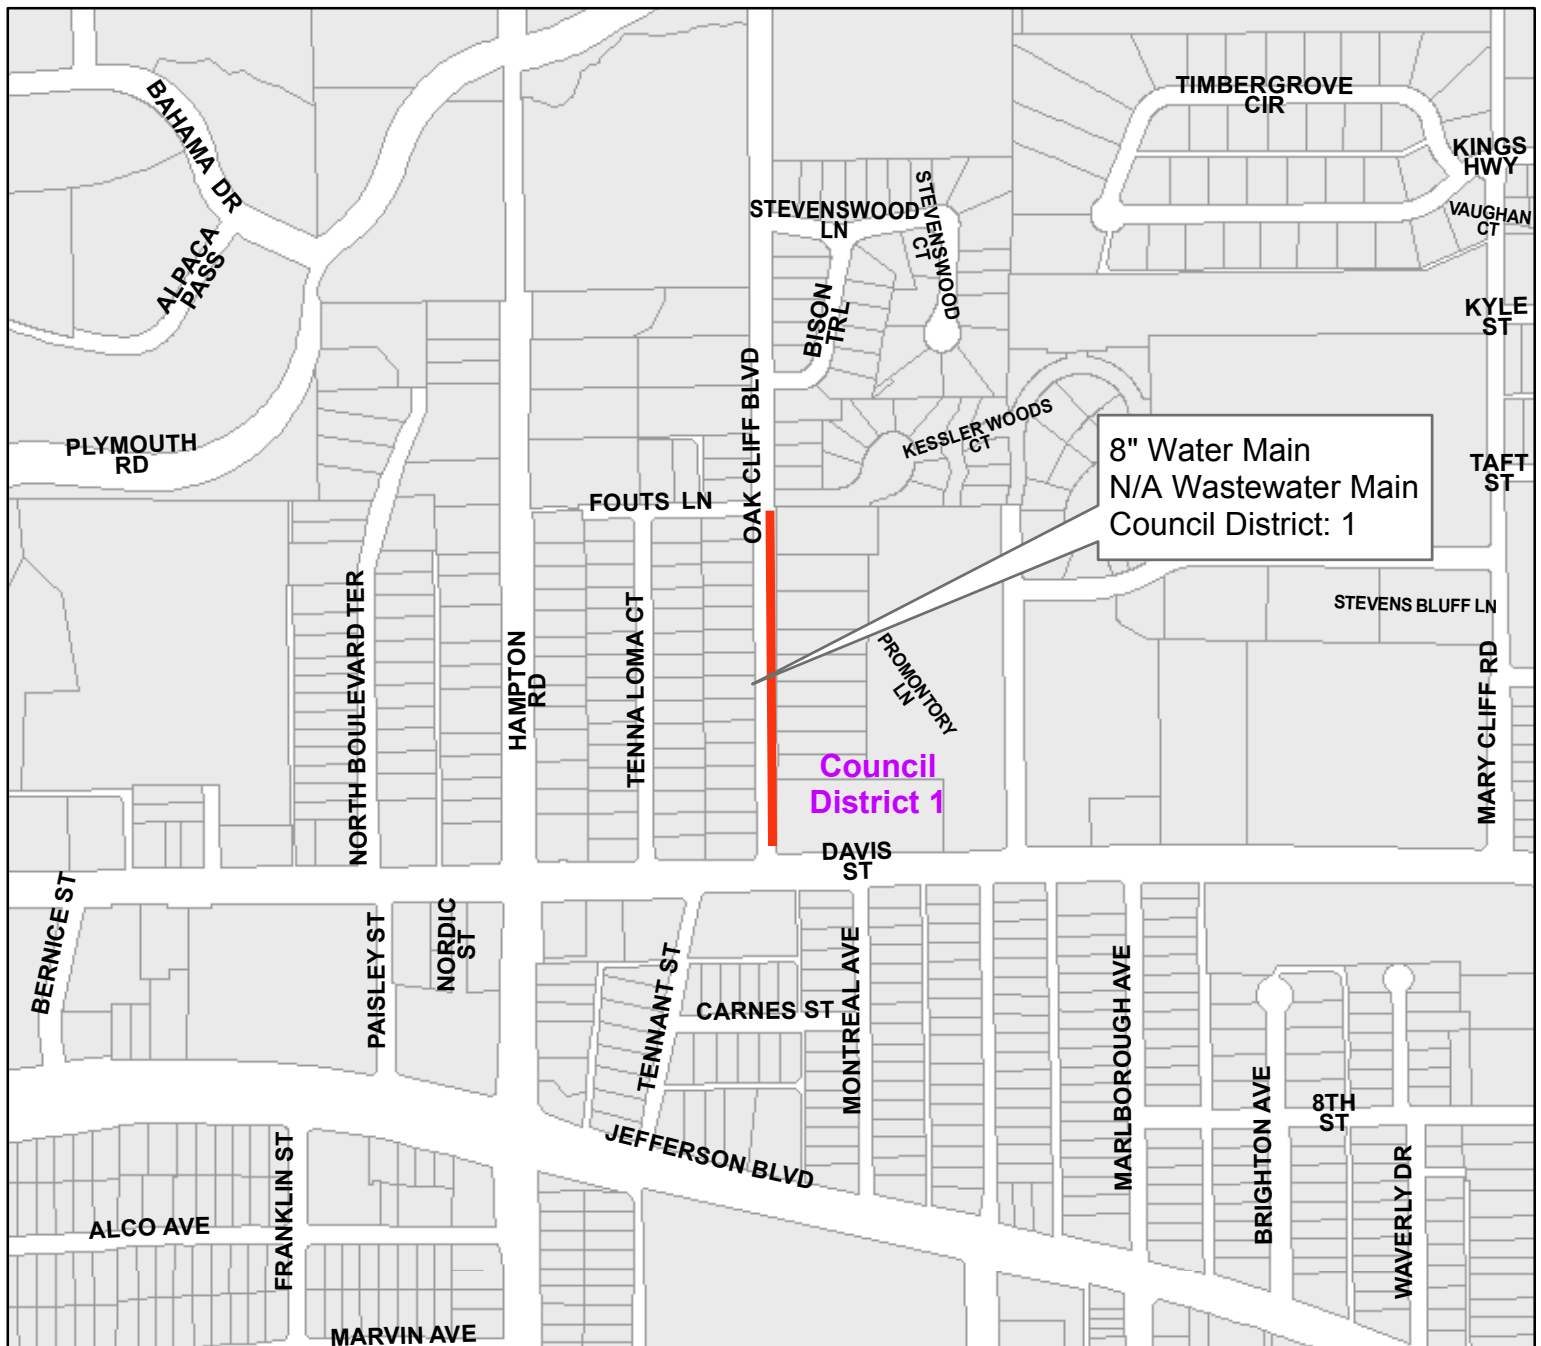 TIMBERGROVE
CIR
BAHAMA DR
KINGS
HWY
STEVENSWOOD
CT
STEVENSWOOD
LN
VAUGHAN
CT
ALPACA
PASS
BISON
TRL
KYLE
ST
OAK CLIFF BLVD
KESSLER WOODS
CT
PLYMOUTH
RD
8" Water Main
N/A Wastewater Main
Council District: 1
TAFT
ST
FOUTS LN
NORTH BOULEVARD TER
TENNA LOMA CT
STEVENS BLUFF LN
HAMPTON
RD
PROMONTORY
LN
MARY CLIFF RD
Council
District 1
DAVIS
ST
BERNICE ST
PAISLEY ST
NORDIC
ST
TENNANT ST
CARNES ST
MONTREAL AVE
MARLBOROUGH AVE
BRIGHTON AVE
8TH
ST
JEFFERSON BLVD
FRANKLIN ST
WAVERLY DR
ALCO AVE
MARVIN AVE